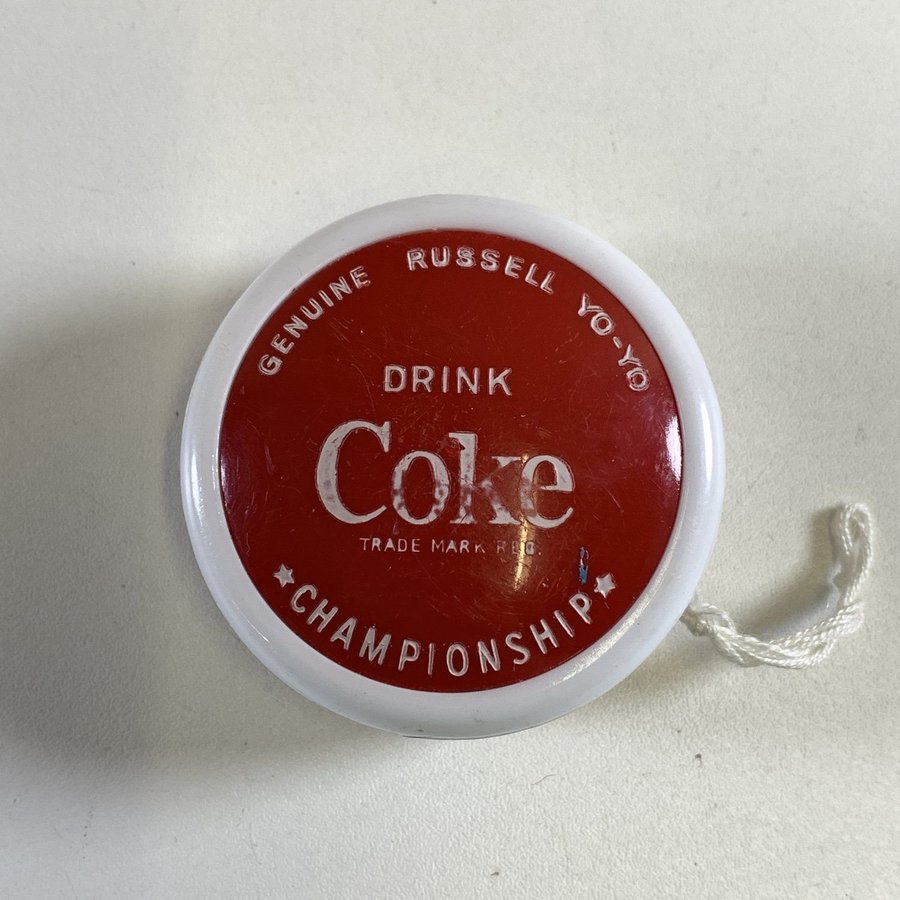 GENUINE RUSSELL YO-YO
DRINK
Coke
TRADE MARK REG.
★CHAMPIONSHIP★